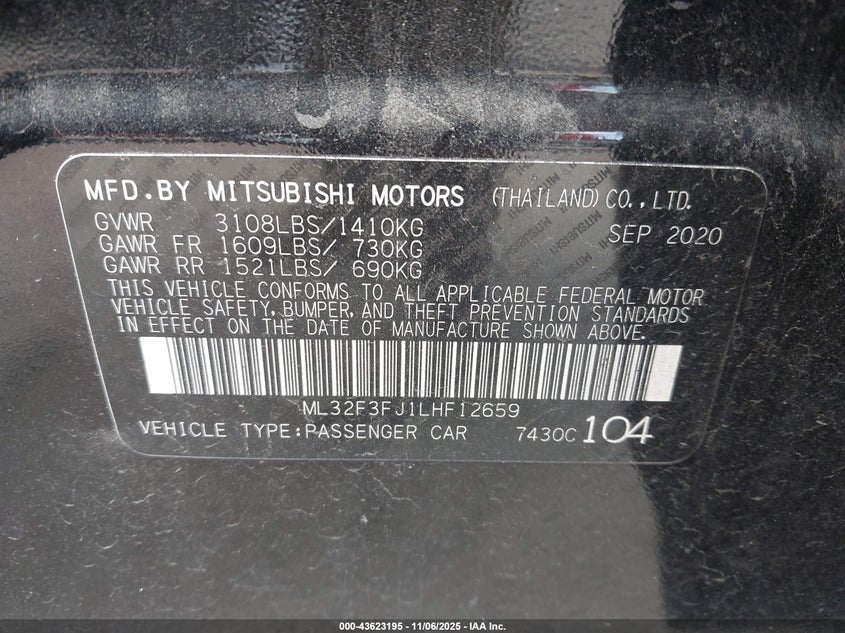 MFD.BY MITSUBISHI MOTORS (THAILAND)CO.,LTD.
GVWR 3108LBS/1410KG SEP 2020
GAWR FR 1609LBS/ 730KG
GAWR RR 1521LBS/ 690KG
THIS VEHICLE CONFORMS TO ALL APPLICABLE FEDERAL MOTOR
VEHICLE SAFETY, BUMPER, AND THEFT PREVENTION STANDARDS
IN EFFECT ON THE DATE OF MANUFACTURE SHOWN ABOVE.
ML32F3FJ1LHF12659
VEHICLE TYPE:PASSENGER CAR 7430C 104
000-43623195 - 11/06/2025 - IAA Inc.